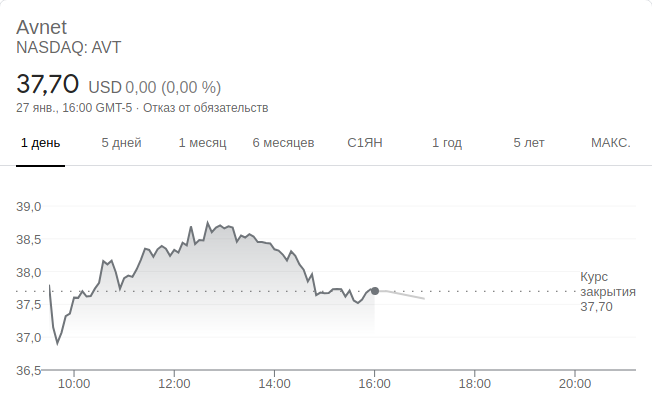 Avnet
NASDAQ: AVT
37,70 USD 0,00 (0,00 %)
27 янв., 16:00 GMT-5 · Отказ от обязательств
1 день 5 дней 1 месяц 6 месяцев С1ЯН 1 год 5 лет МАКС.
39,0
38,5
38,0
37,5
37,0
36,5
Курс
закрытия
37,70
10:00 12:00 14:00 16:00 18:00 20:00